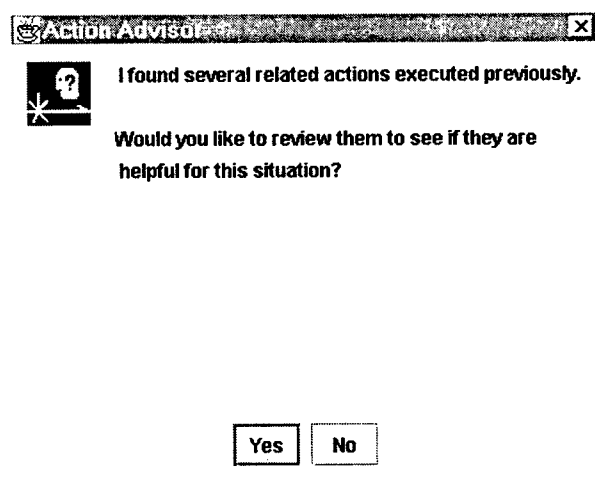 Action Advisor
I found several related actions executed previously.
Would you like to review them to see if they are
helpful for this situation?
Yes No